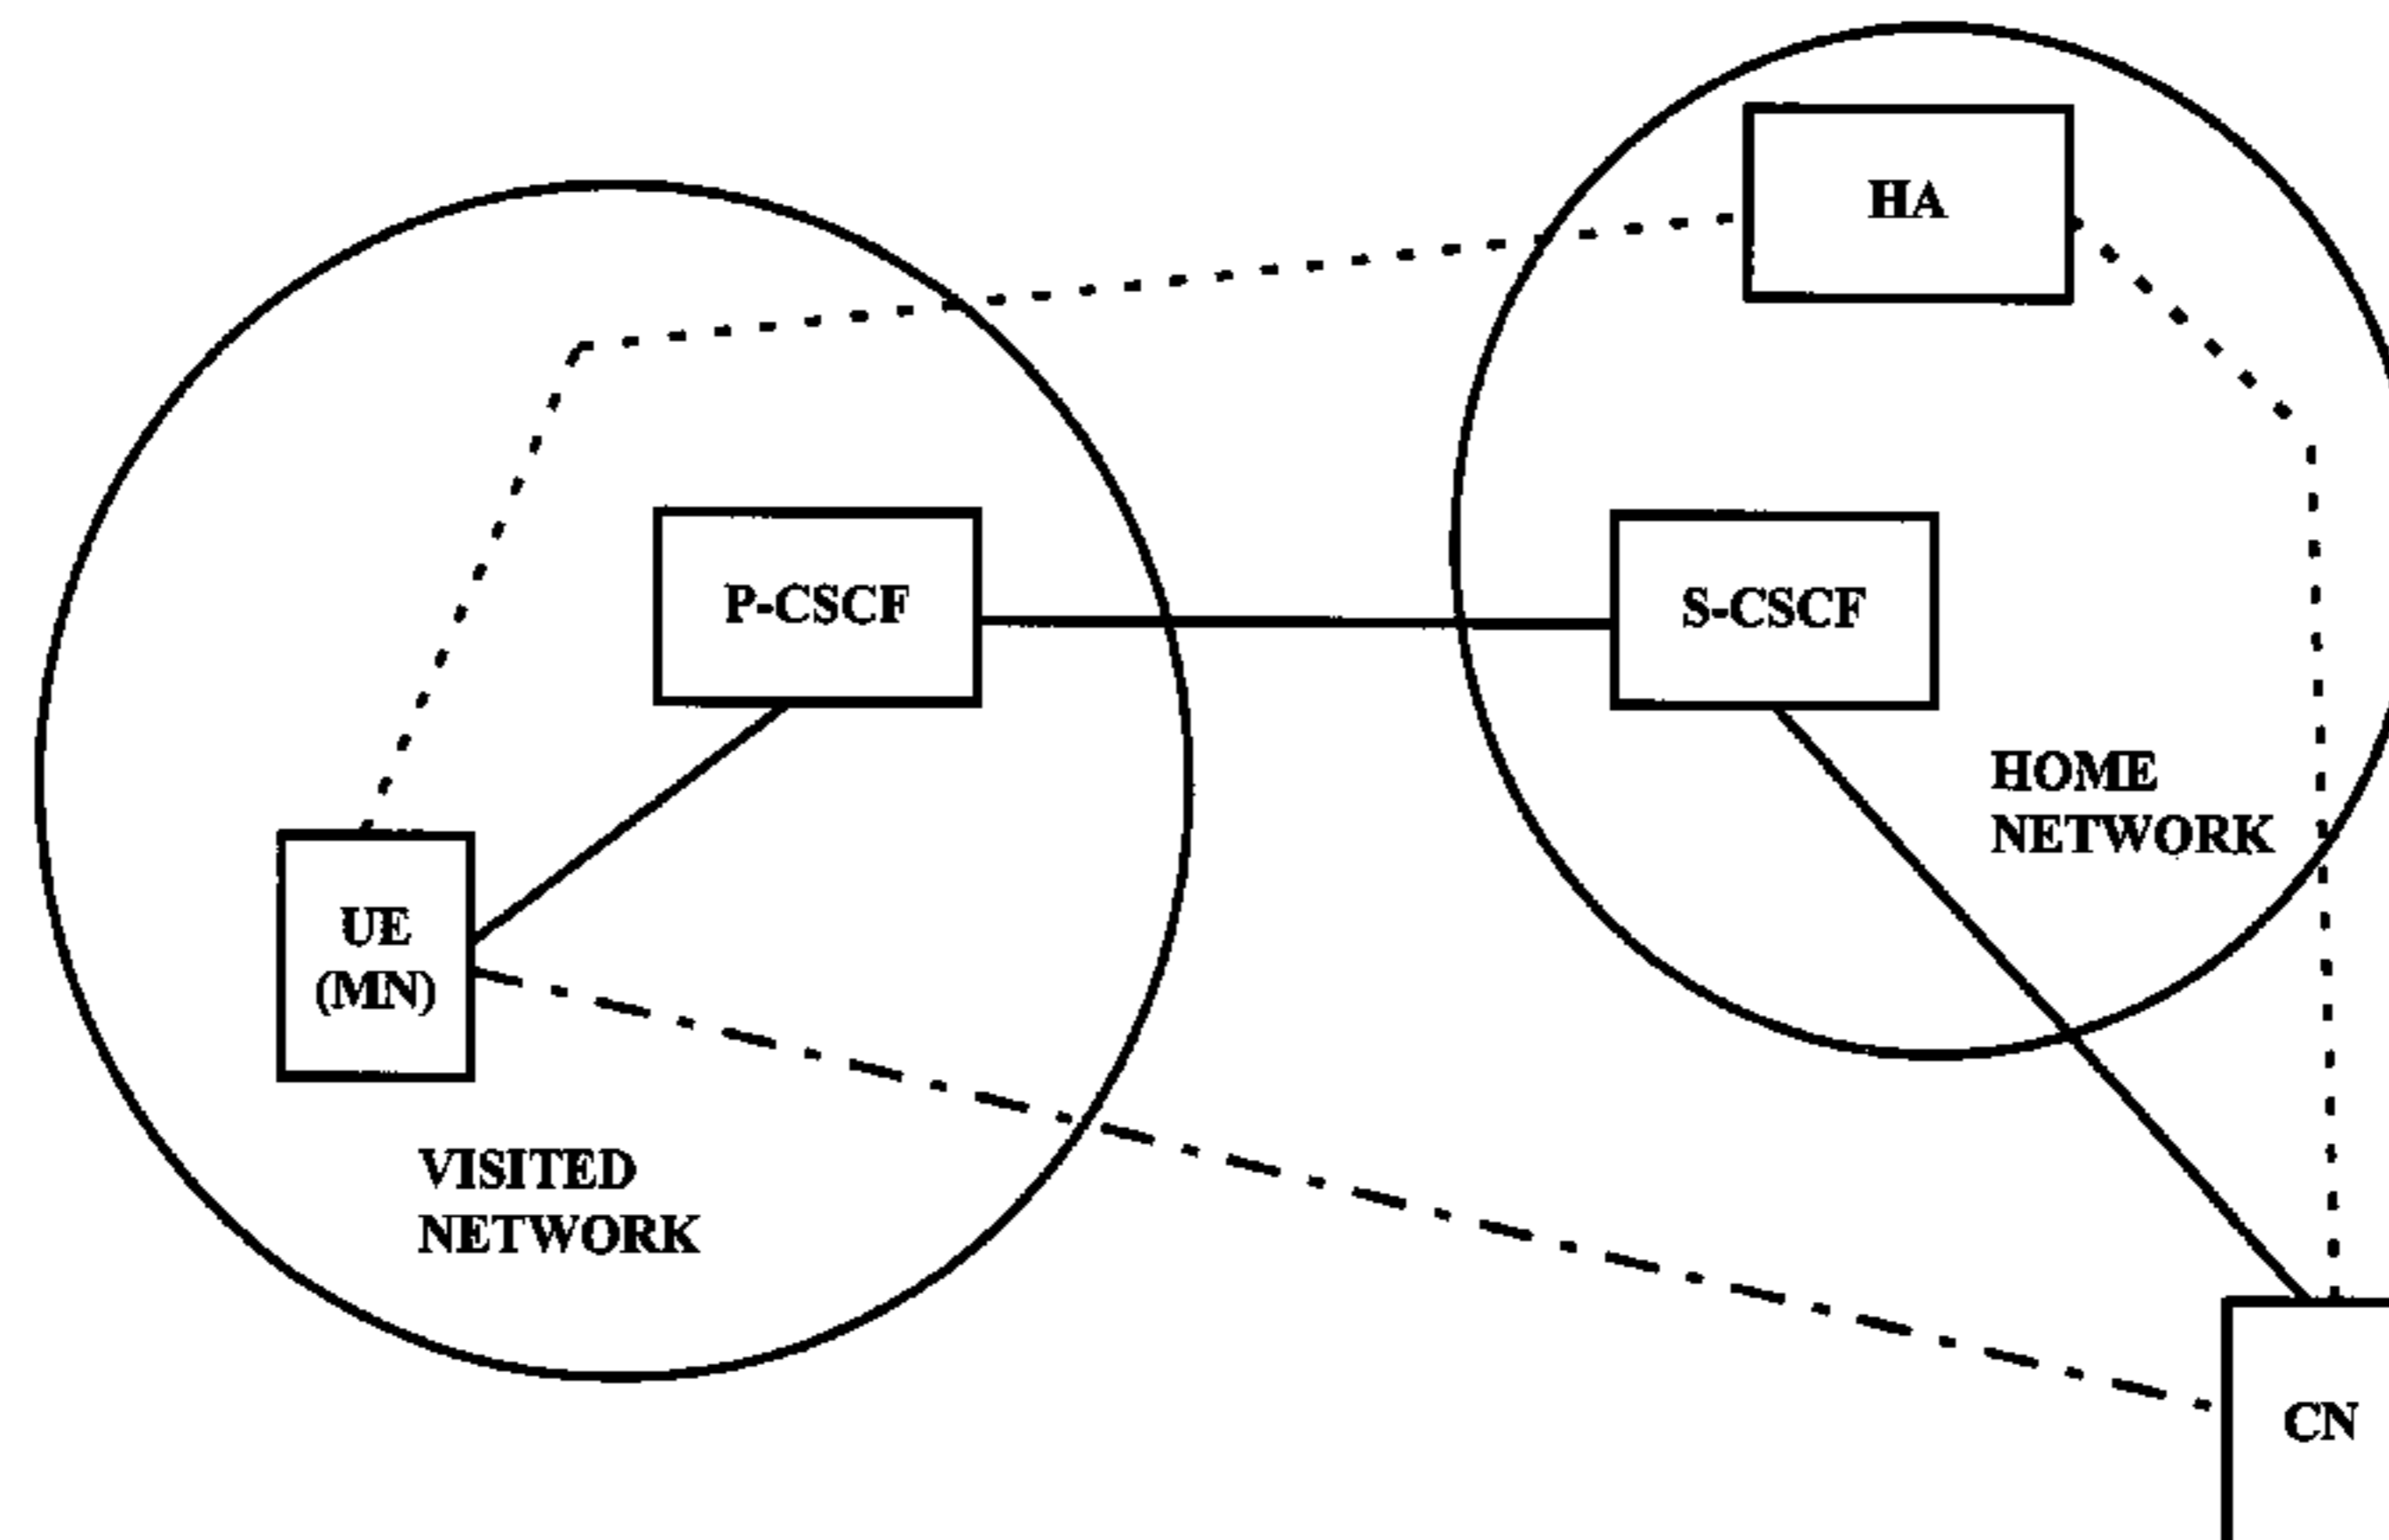 HA
P-CSCF
S-CSCF
HOME
NETWORK
UE
(MN)
VISITED
NETWORK
CN